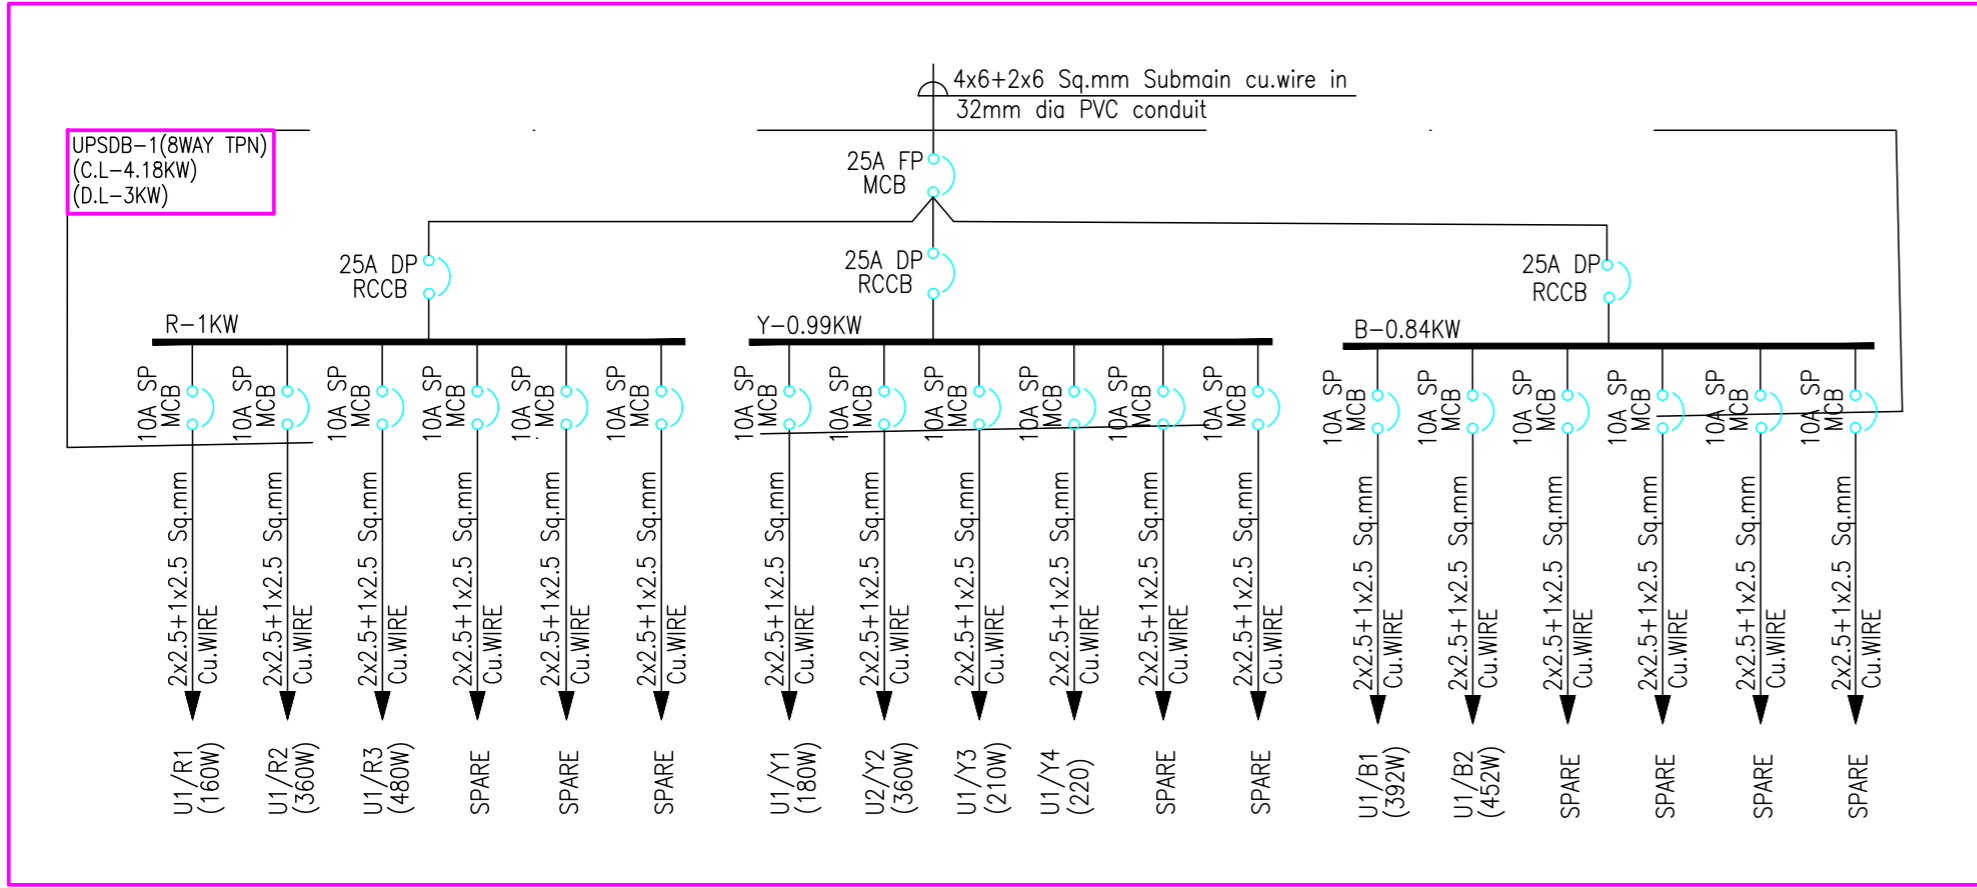 4x6+2x6 Sq.mm Submain cu.wire in
32mm dia PVC conduit
UPSDB-1(8WAY TPN)
(C.L-4.18KW)
(D.L-3KW)
25A FP
MCB
25A DP
RCCB
25A DP
RCCB
25A DP
RCCB
R-1KW
Y-0.99KW
B-0.84KW
10A SP
MCB
10A SP
MCB
10A SP
MCB
10A SP
MCB
10A SP
MCB
10A SP
MCB
10A SP
MCB
10A SP
MCB
10A SP
MCB
10A SP
MCB
10A SP
MCB
10A SP
MCB
10A SP
MCB
10A SP
MCB
10A SP
MCB
10A SP
MCB
10A SP
MCB
10A SP
MCB
2x2.5+1x2.5 Sq.mm
Cu.WIRE
2x2.5+1x2.5 Sq.mm
Cu.WIRE
2x2.5+1x2.5 Sq.mm
Cu.WIRE
2x2.5+1x2.5 Sq.mm
Cu.WIRE
2x2.5+1x2.5 Sq.mm
Cu.WIRE
2x2.5+1x2.5 Sq.mm
Cu.WIRE
2x2.5+1x2.5 Sq.mm
Cu.WIRE
2x2.5+1x2.5 Sq.mm
Cu.WIRE
2x2.5+1x2.5 Sq.mm
Cu.WIRE
2x2.5+1x2.5 Sq.mm
Cu.WIRE
2x2.5+1x2.5 Sq.mm
Cu.WIRE
2x2.5+1x2.5 Sq.mm
Cu.WIRE
2x2.5+1x2.5 Sq.mm
Cu.WIRE
2x2.5+1x2.5 Sq.mm
Cu.WIRE
2x2.5+1x2.5 Sq.mm
Cu.WIRE
2x2.5+1x2.5 Sq.mm
Cu.WIRE
2x2.5+1x2.5 Sq.mm
Cu.WIRE
2x2.5+1x2.5 Sq.mm
Cu.WIRE
U1/R1
(160W)
U1/R2
(360W)
U1/R3
(480W)
SPARE
SPARE
SPARE
U1/Y1
(180W)
U2/Y2
(360W)
U1/Y3
(210W)
U1/Y4
(220)
SPARE
SPARE
U1/B1
(392W)
U1/B2
(452W)
SPARE
SPARE
SPARE
SPARE